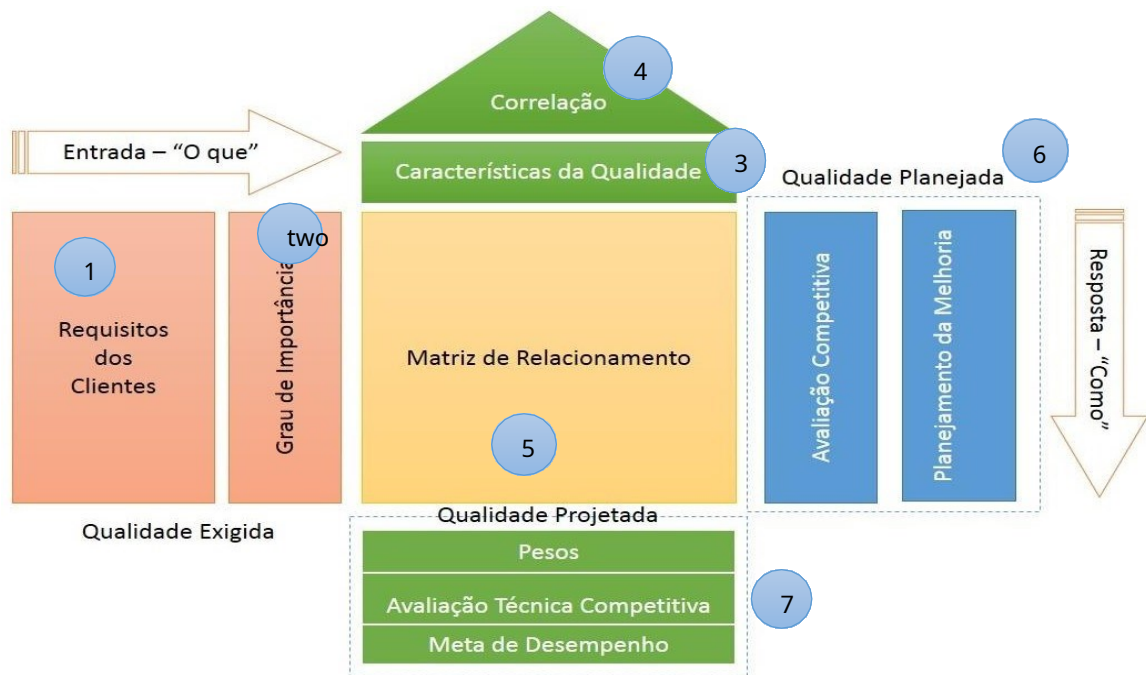 4
Correlação
Entrada – “O que”
Características da Qualidade
3
6
Qualidade Planejada
1
Requisitos
dos
Clientes
two
Grau de Importância
Matriz de Relacionamento
5
Avaliação Competitiva
Planejamento da Melhoria
Resposta – “Como”
Qualidade Exigida
Qualidade Projetada
Pesos
Avaliação Técnica Competitiva
Meta de Desempenho
7